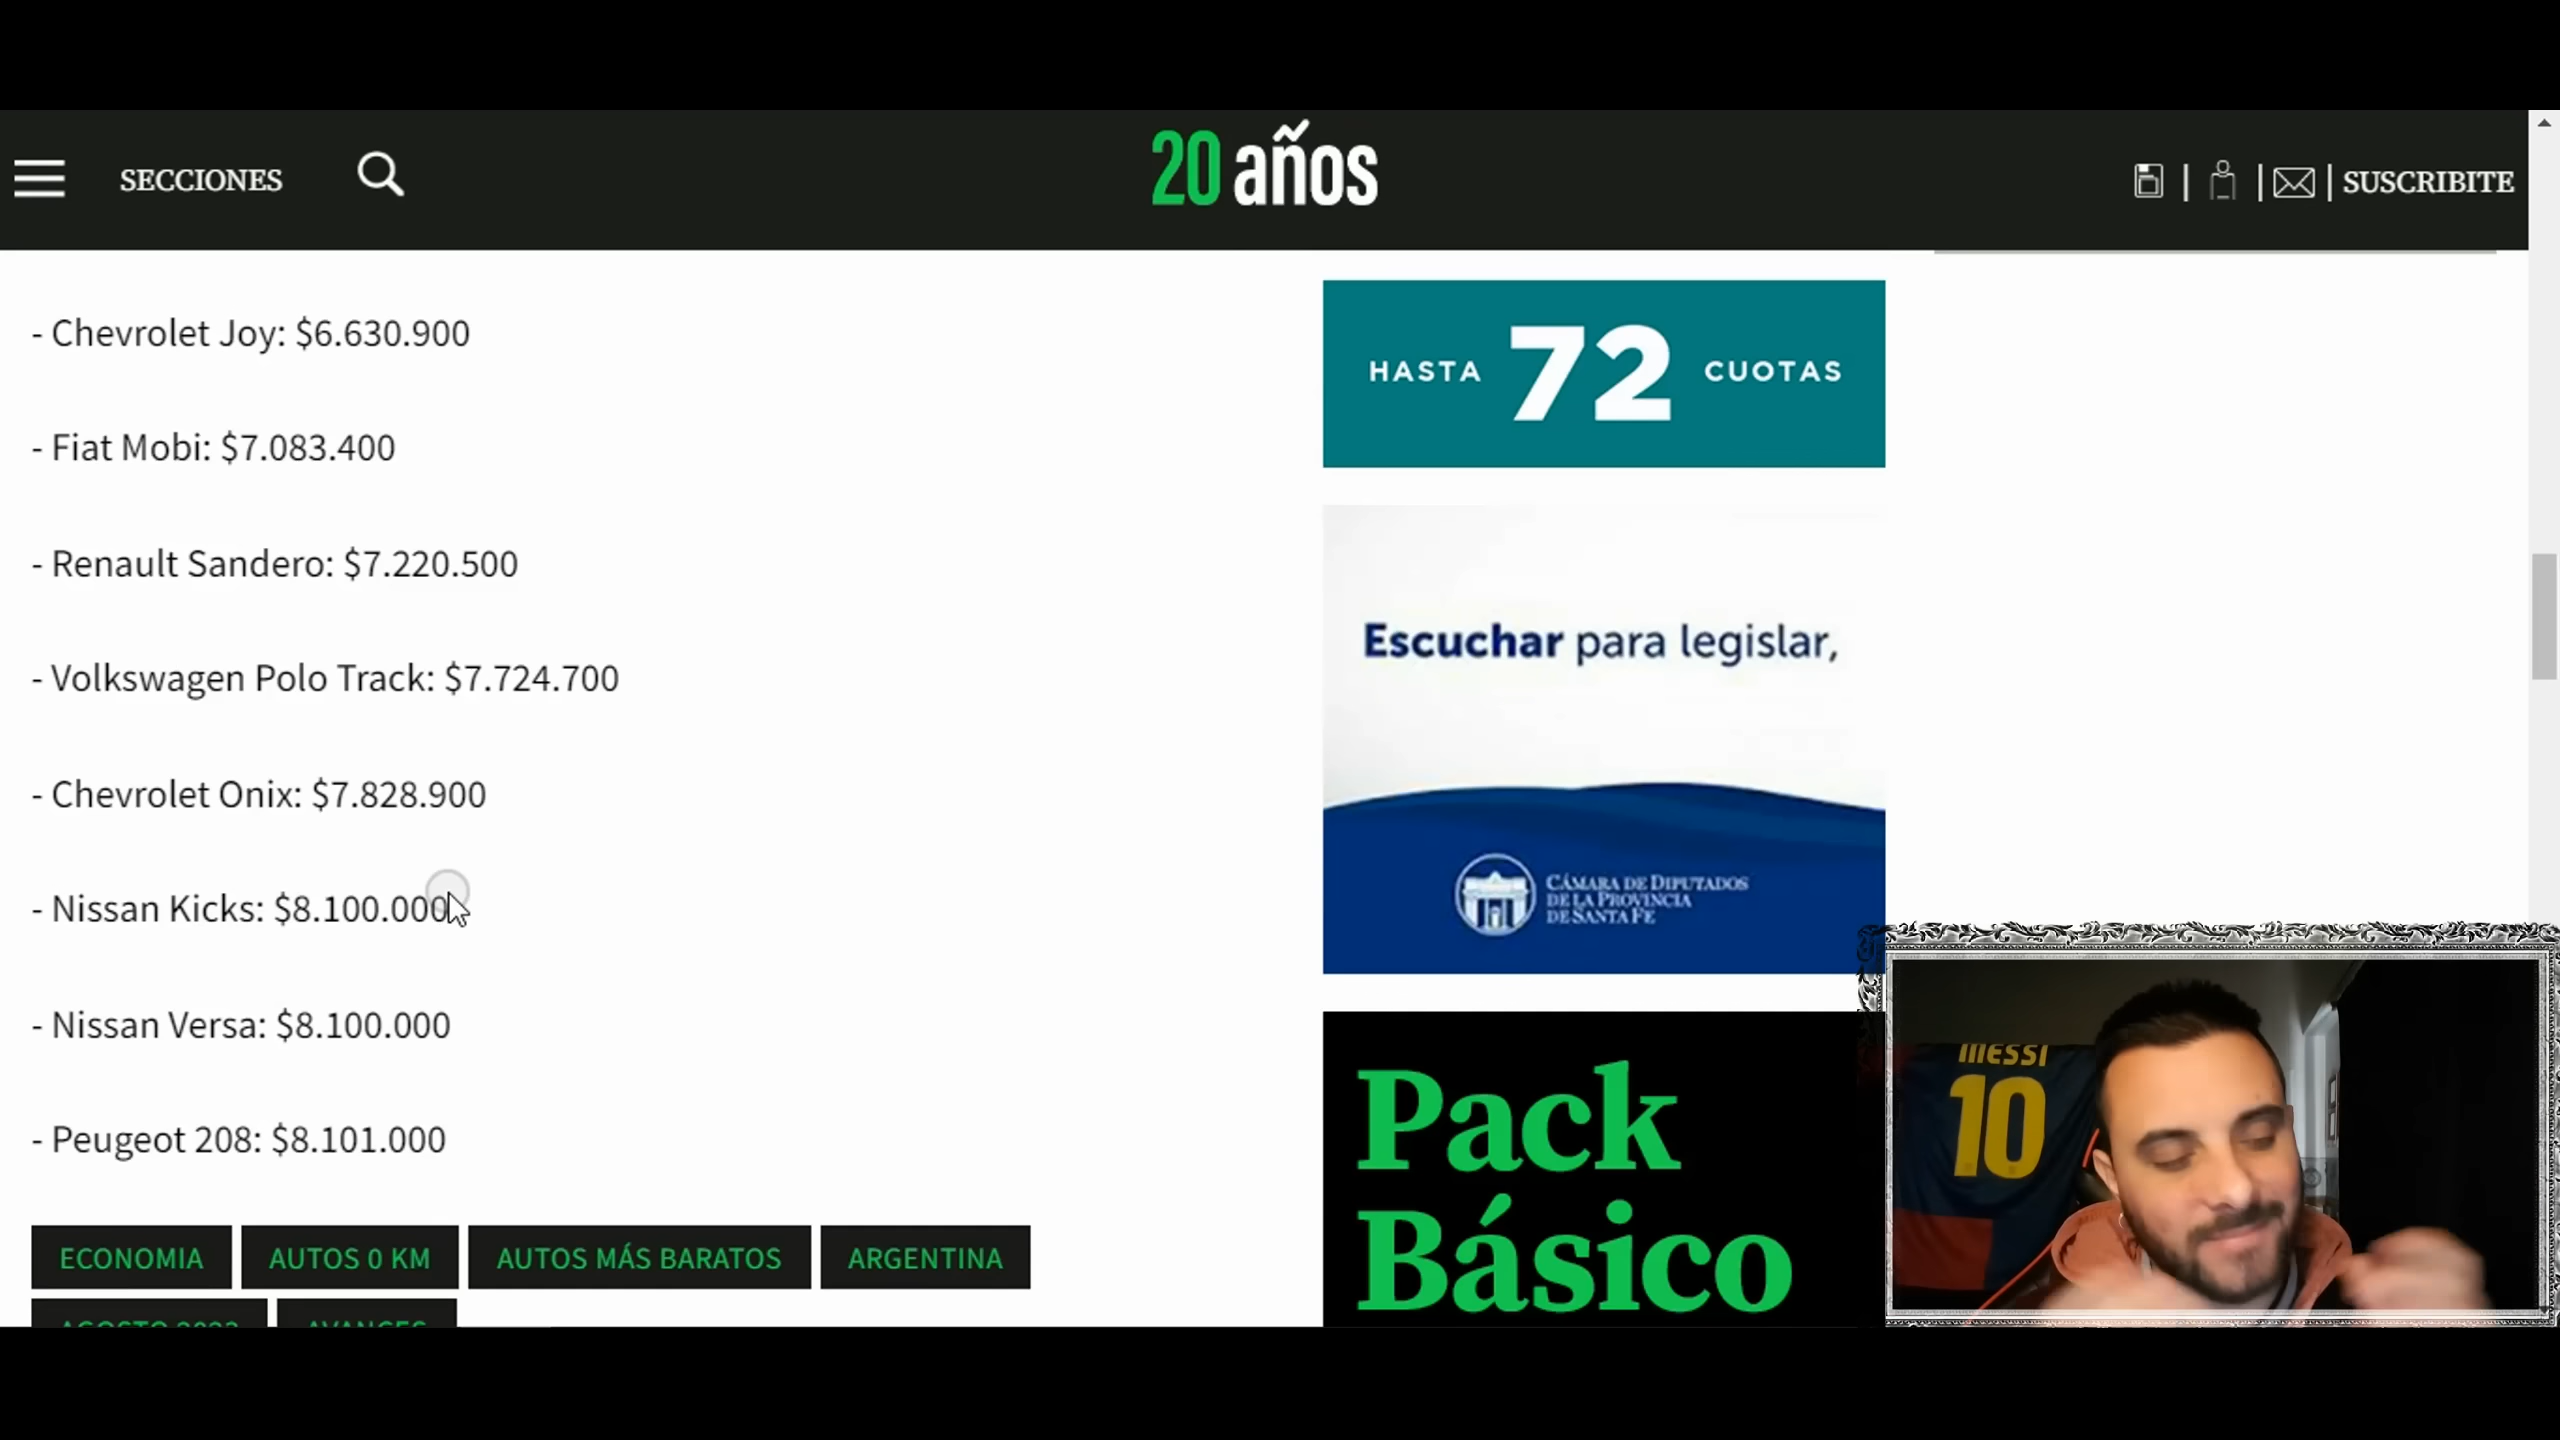 SECCIONES
20 años
SUSCRIBITE
- Chevrolet Joy: $6.630.900
- Fiat Mobi: $7.083.400
- Renault Sandero: $7.220.500
- Volkswagen Polo Track: $7.724.700
- Chevrolet Onix: $7.828.900
- Nissan Kicks: $8.100.000
- Nissan Versa: $8.100.000
- Peugeot 208: $8.101.000
ECONOMIA
AUTOS 0 KM
AUTOS MÁS BARATOS
ARGENTINA
AGOSTO 2023
AVANCES
HASTA 72 CUOTAS
Escuchar para legislar,
CÁMARA DE DIPUTADOS
DE LA PROVINCIA
DE SANTA FE
Pack
Básico
MESSI
10